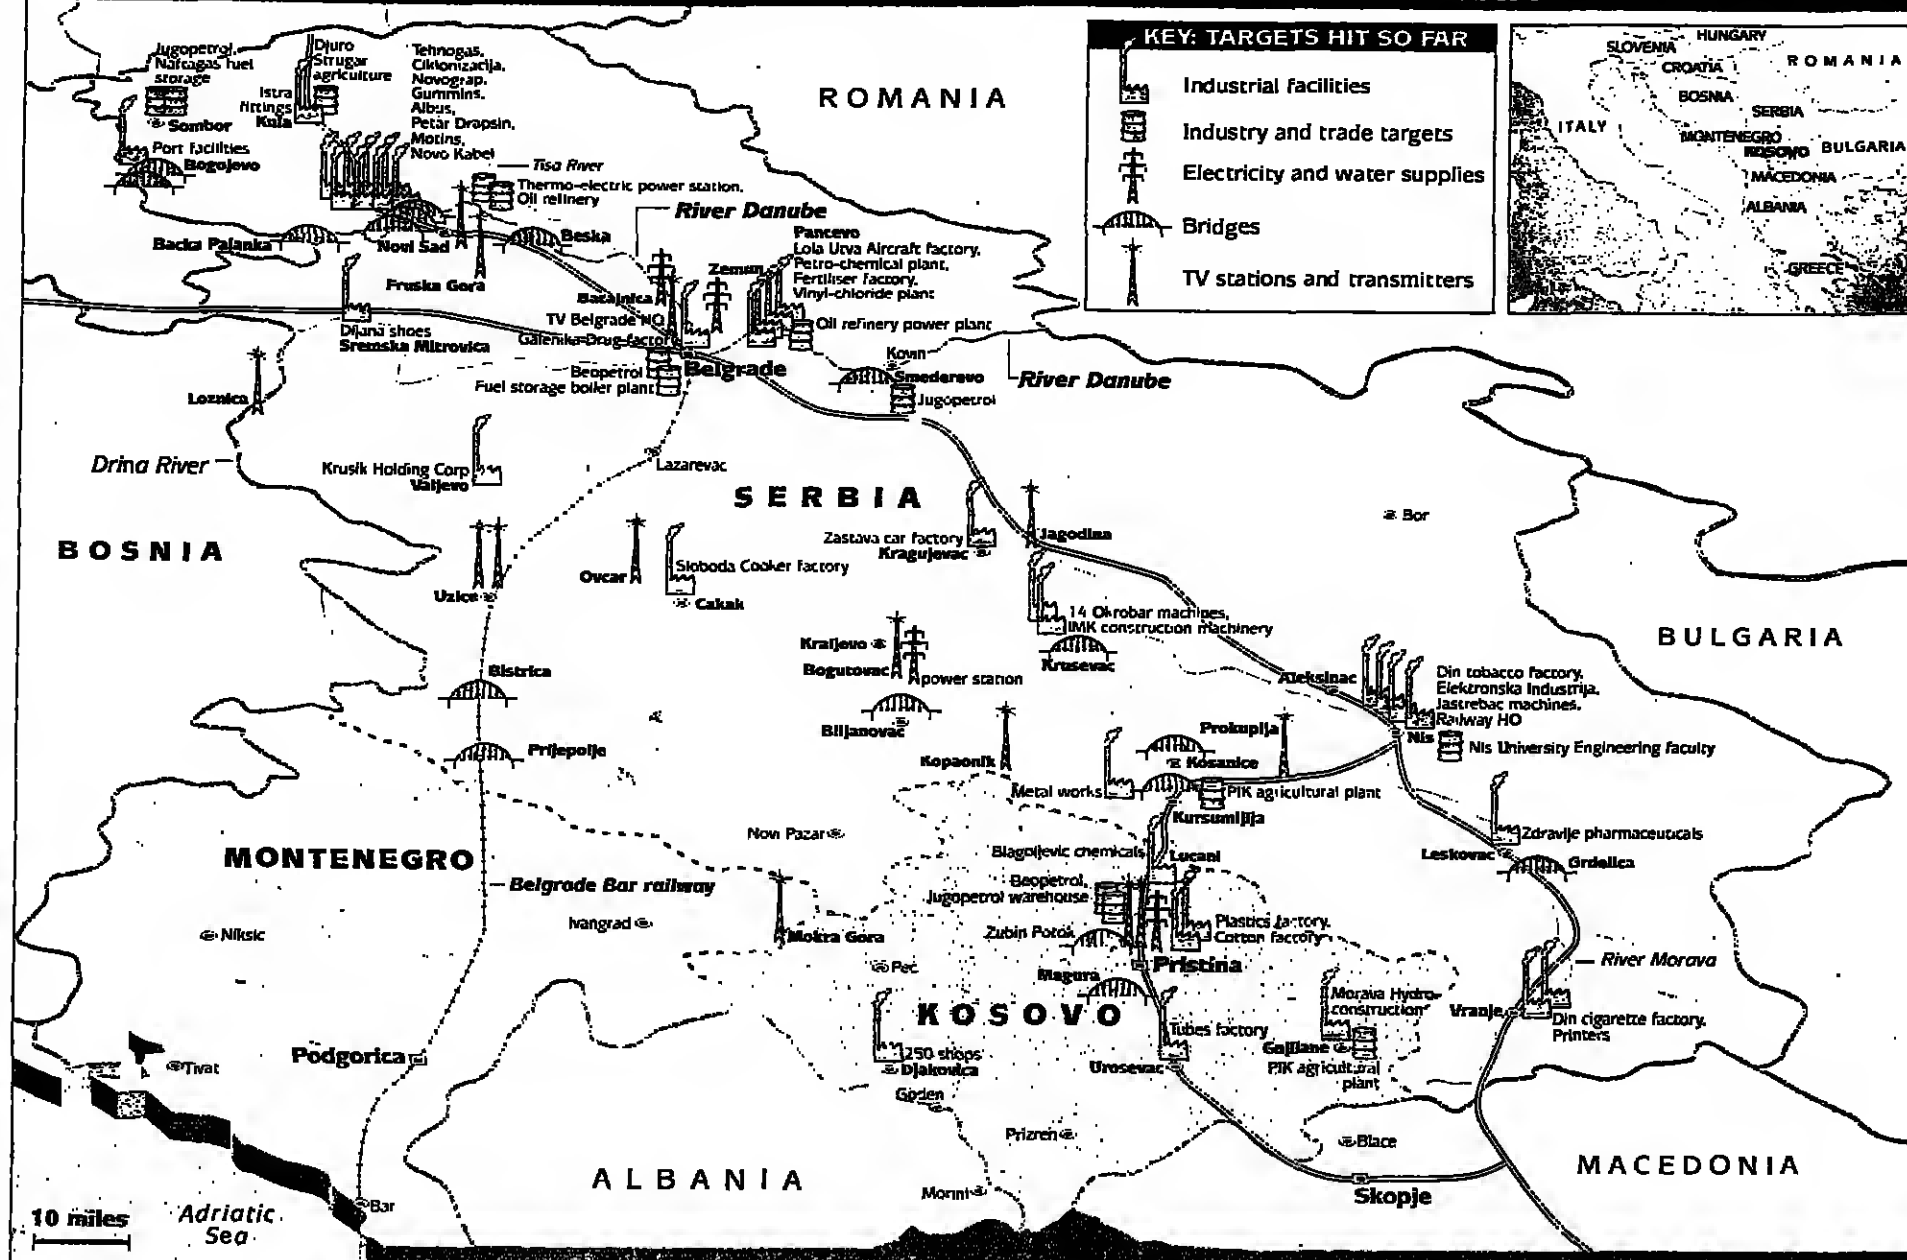 KEY: TARGETS HIT SO FAR
Industrial facilities
Industry and trade targets
Electricity and water supplies
Bridges
TV stations and transmitters
SLOVENIA
HUNGARY
ROMANIA
CROATIA
BOSNIA
SERBIA
ITALY
MONTENEGRO
KOSOVO
BULGARIA
MACEDONIA
ALBANIA
GREECE
Jugopetrol,
Naftagas fuel
storage
Sombor
Port facilities
Bogojevo
Djuro
Strugar
agriculture
Istra
fittings
Kula
Tehnogas,
Ciklonizacija,
Novograp,
Gummins,
Albus,
Petar Drapsin,
Motins,
Novo Kabel
Tisa River
Thermo-electric power station,
Oil refinery
River Danube
ROMANIA
Backa Palanka
Novi Sad
Beska
Fruska Gora
Pancevo
Lola Utva Aircraft factory,
Petro-chemical plant,
Fertiliser factory,
Vinyl-chloride plant
Zemun
Batajnica
TV Belgrade HQ
Galenika Drug factory
Oil refinery power plant
Dijana shoes
Sremska Mitrovica
Beopetrol
Fuel storage boiler plant
Belgrade
Kovin
Smederevo
Jugopetrol
River Danube
Loznica
Drina River
Krusik Holding Corp
Valjevo
Lazarevac
SERBIA
BOSNIA
Zastava car factory
Kragujevac
Jagodina
Bor
Uzice
Ovcar
Sloboda Cooker factory
Cakak
14 Okrobar machines,
IMK construction machinery
Krusevac
BULGARIA
Kraljevo
Bogutovac
power station
Biljanovac
Bistrica
Prijepolje
Aleksinac
Din tobacco factory,
Elektronska Industrija,
Jastrebac machines,
Railway HQ
Nis
Nis University Engineering faculty
Prokuplja
Kosanice
Kopaonik
Metal works
PIK agricultural plant
Kursumlija
Novi Pazar
Zdravlje pharmaceuticals
Leskovac
Grdelica
MONTENEGRO
Belgrade Bar railway
Blagoljevic chemicals
Lucani
Beopetrol,
Jugopetrol warehouse
Plastics factory,
Cotton factory
Zubin Potok
Pristina
Niksic
Ivangrad
Mokra Gora
Pec
Magura
River Morava
KOSOVO
Morava Hydro-
construction
Vranje
Din cigarette factory,
Printers
Tubes factory
Gnjilane
PIK agricultural
plant
250 shops
Djakovica
Urosevac
Podgorica
Tivat
Goden
Prizren
Blace
ALBANIA
MACEDONIA
Morini
Skopje
Bar
10 miles
Adriatic
Sea